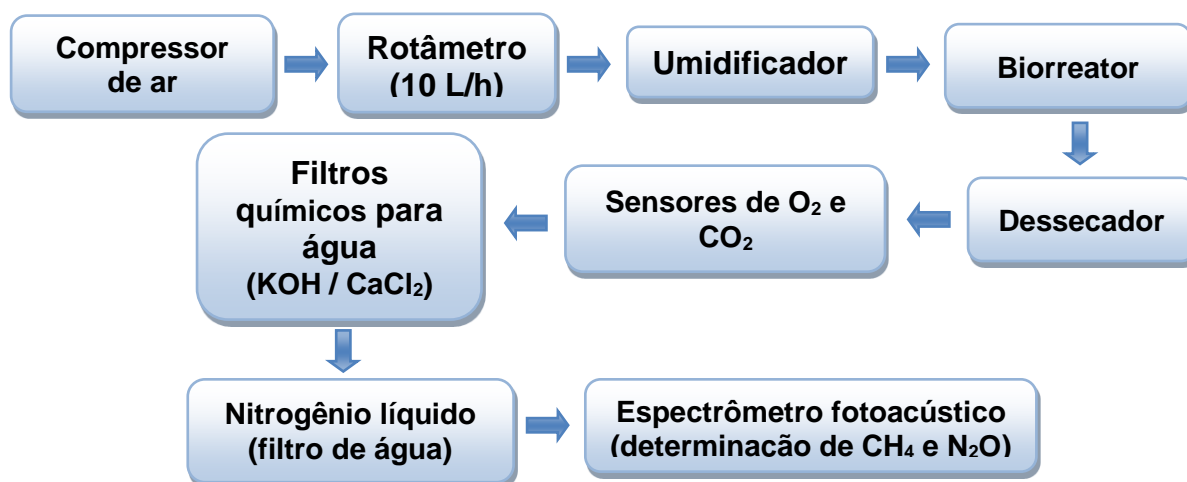 Compressor
de ar
Rotâmetro
(10 L/h)
Umidificador
Biorreator
Dessecador
Sensores de O₂ e
CO₂
Filtros
químicos para
água
(KOH / CaCl₂)
Nitrogênio líquido
(filtro de água)
Espectrômetro fotoacústico
(determinacão de CH₄ e N₂O)